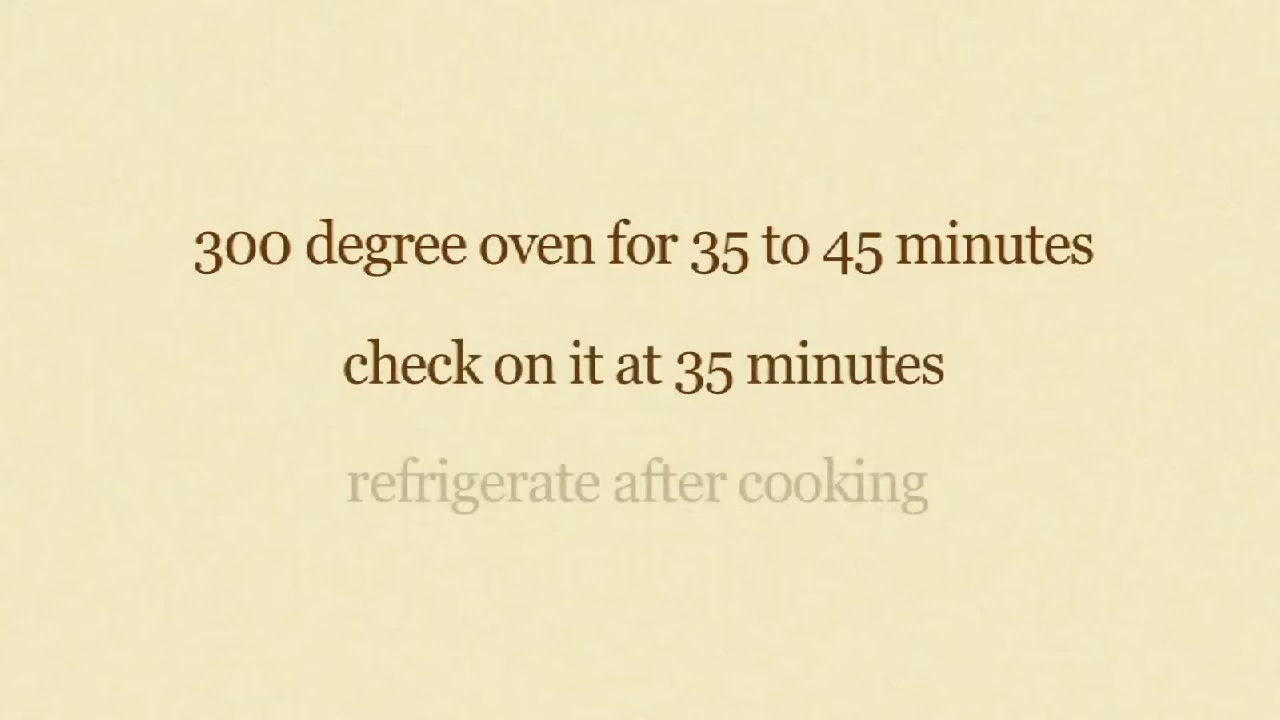 300 degree oven for 35 to 45 minutes
check on it at 35 minutes
refrigerate after cooking